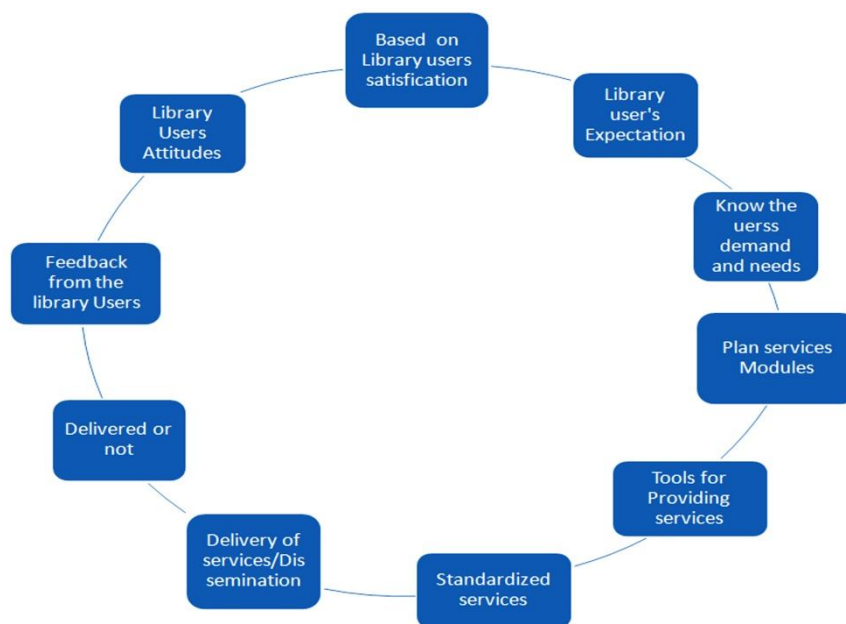 Based on
Library users
satisfication
Library
user's
Expectation
Know the
uerss
demand
and needs
Plan services
Modules
Tools for
Providing
services
Standardized
services
Delivery of
services/Dis
semination
Delivered or
not
Feedback
from the
library Users
Library
Users
Attitudes